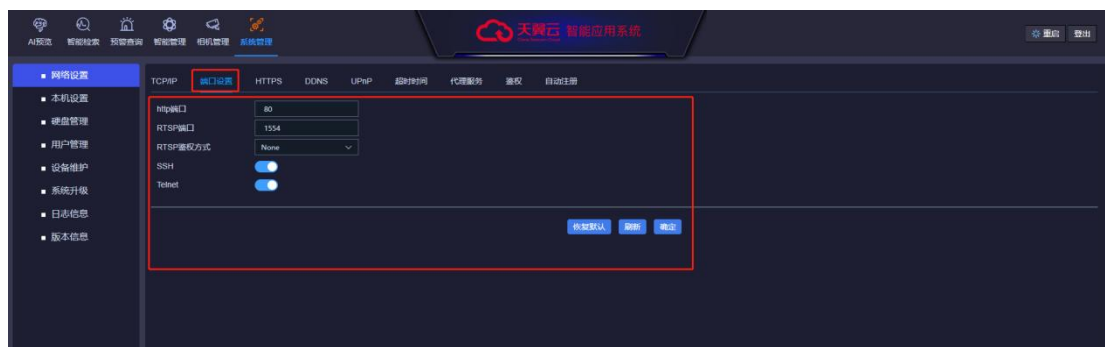 天翼云 智能应用系统
重启 登出
AI预览 智能检索 预警查询 智能管理 相机管理 系统管理
网络设置
本机设置
硬盘管理
用户管理
设备维护
系统升级
日志信息
版本信息
TCP/IP 端口设置 HTTPS DDNS UPnP 超时时间 代理服务 鉴权 自动注册
http端口 80
RTSP端口 1554
RTSP鉴权方式 None
SSH
Telnet
恢复默认 刷新 确定